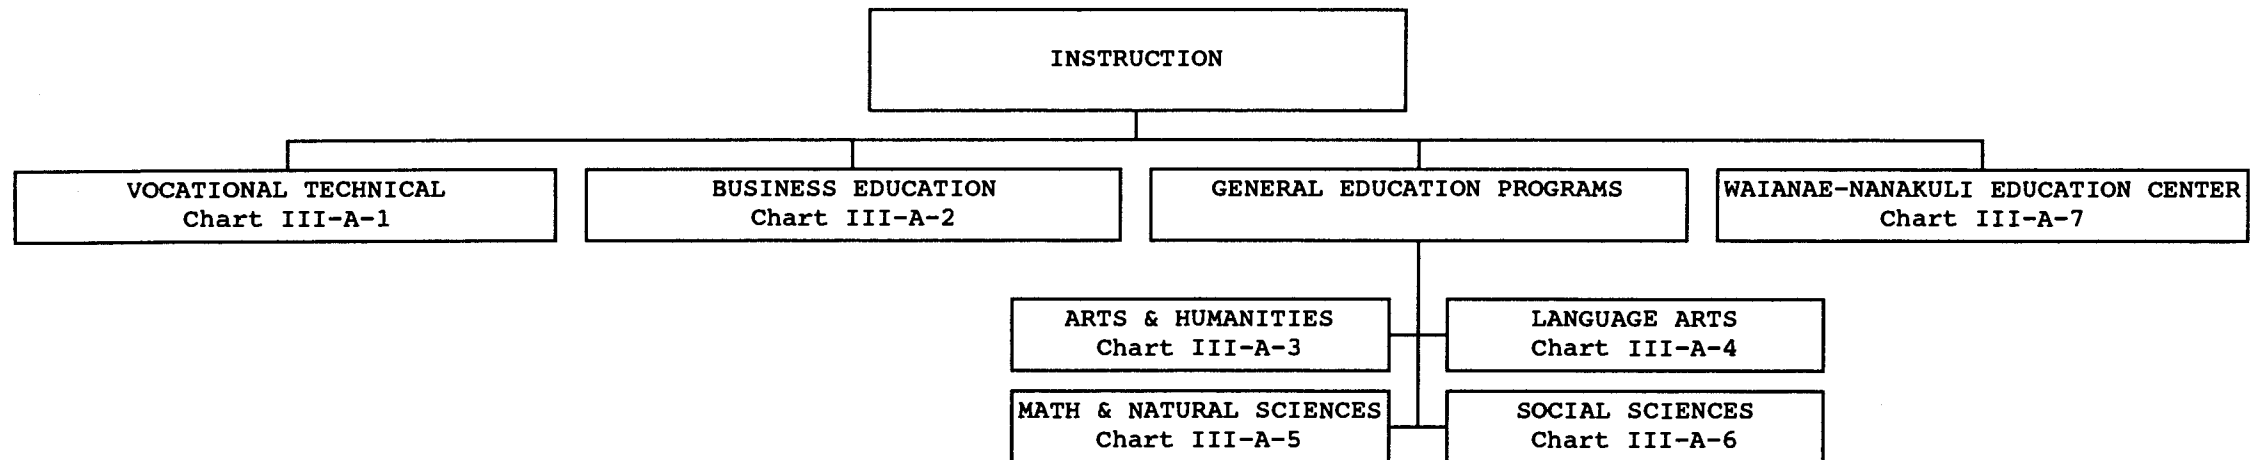 INSTRUCTION
VOCATIONAL TECHNICAL
Chart III-A-1
BUSINESS EDUCATION
Chart III-A-2
GENERAL EDUCATION PROGRAMS
WAIANAE-NANAKULI EDUCATION CENTER
Chart III-A-7
ARTS & HUMANITIES
Chart III-A-3
LANGUAGE ARTS
Chart III-A-4
MATH & NATURAL SCIENCES
Chart III-A-5
SOCIAL SCIENCES
Chart III-A-6